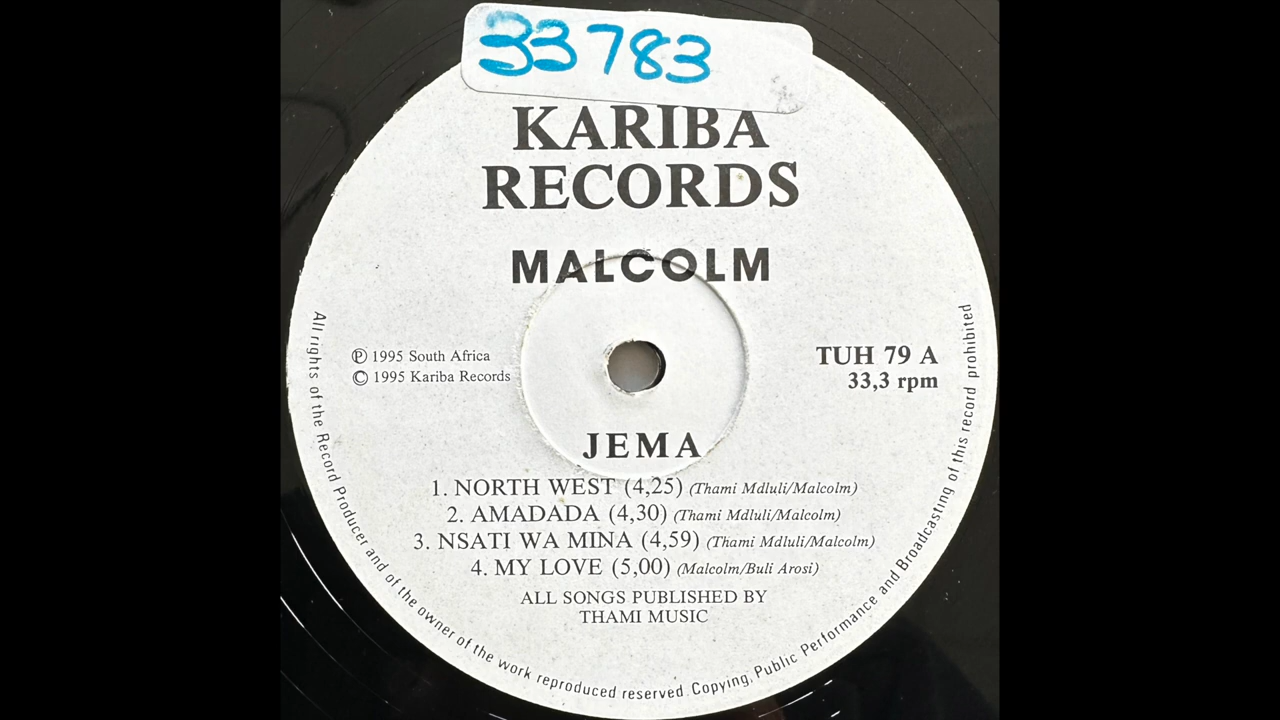 33783
KARIBA
RECORDS
MALCOLM
℗ 1995 South Africa
© 1995 Kariba Records
TUH 79 A
33,3 rpm
JEMA
1. NORTH WEST (4,25) (Thami Mdluli/Malcolm)
2. AMADADA (4,30) (Thami Mdluli/Malcolm)
3. NSATI WA MINA (4,59) (Thami Mdluli/Malcolm)
4. MY LOVE (5,00) (Malcolm/Buli Arosi)
ALL SONGS PUBLISHED BY
THAMI MUSIC
All rights of the Record Producer and of the owner of the work reproduced reserved. Copying, Public Performance and Broadcasting of this record prohibited